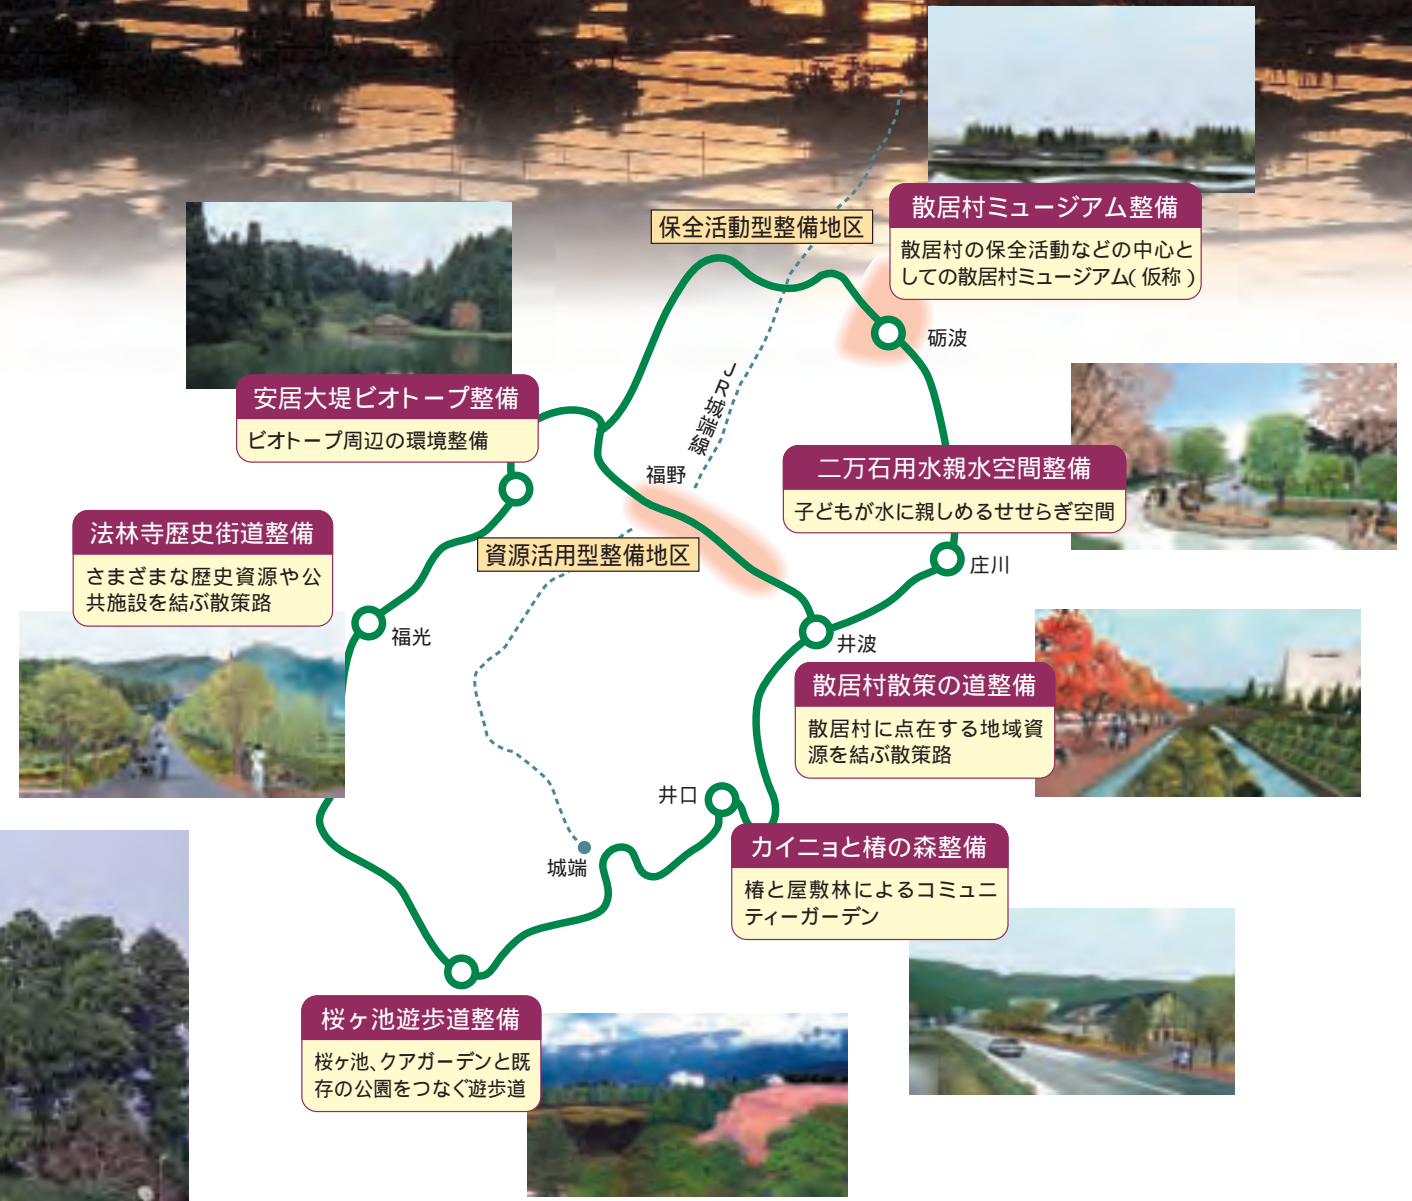 散居村ミュージアム整備
散居村の保全活動などの中心と
しての散居村ミュージアム(仮称)
保全活動型整備地区
砺波
JR城端線
安居大堤ビオトープ整備
ビオトープ周辺の環境整備
二万石用水親水空間整備
子どもが水に親しめるせせらぎ空間
福野
法林寺歴史街道整備
さまざまな歴史資源や公
共施設を結ぶ散策路
資源活用型整備地区
庄川
福光
井波
散居村散策の道整備
散居村に点在する地域資
源を結ぶ散策路
井口
城端
カイニョと椿の森整備
椿と屋敷林によるコミュニ
ティーガーデン
桜ヶ池遊歩道整備
桜ヶ池、クアガーデンと既
存の公園をつなぐ遊歩道